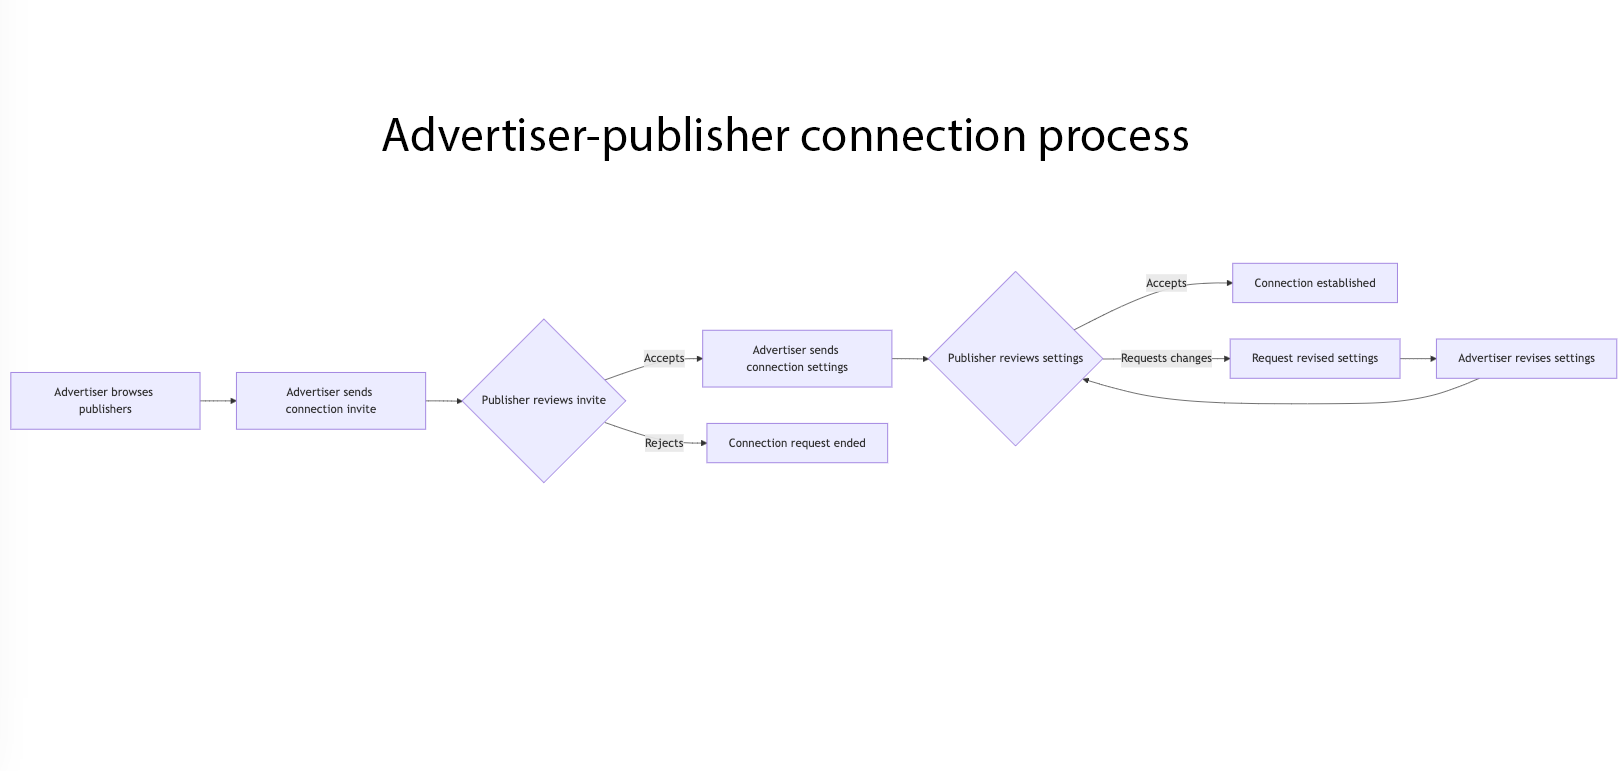 Advertiser-publisher connection process
Advertiser browses
publishers
Advertiser sends
connection invite
Publisher reviews invite
Accepts
Rejects
Advertiser sends
connection settings
Connection request ended
Publisher reviews settings
Accepts
Requests changes
Connection established
Request revised settings
Advertiser revises settings